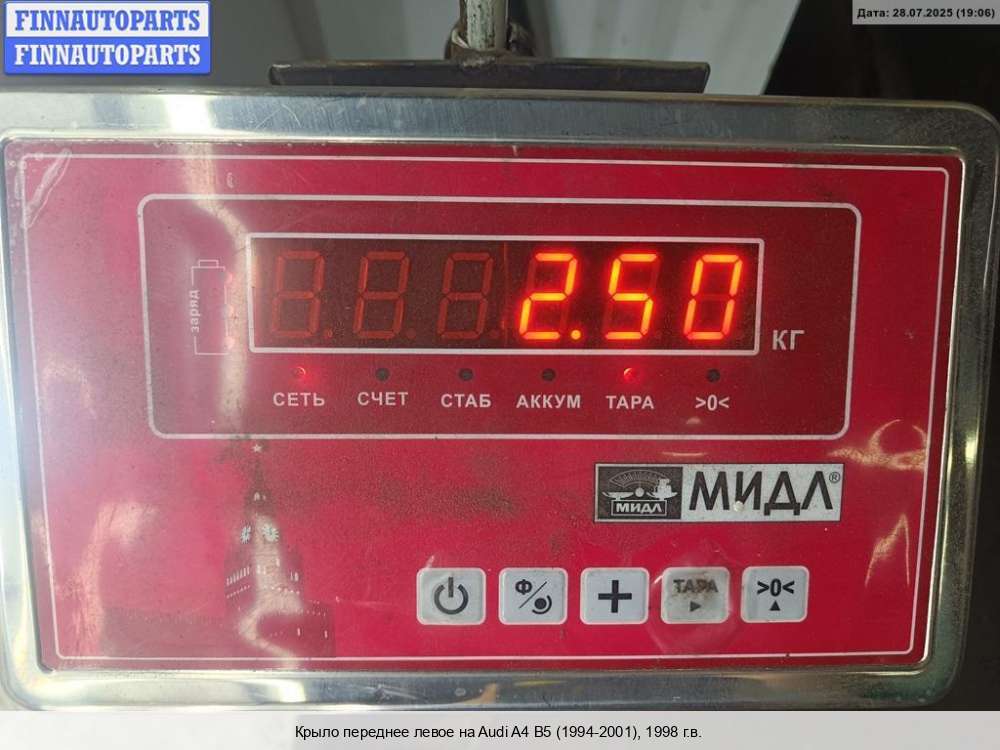 FINNAUTOPARTS
FINNAUTOPARTS
Дата: 28.07.2025 (19:06)
заряд
2.50
КГ
СЕТЬ СЧЕТ СТАБ АККУМ ТАРА >0<
МИДЛ МИДЛ®
Ф ТАРА >0<
Крыло переднее левое на Audi A4 B5 (1994-2001), 1998 г.в.